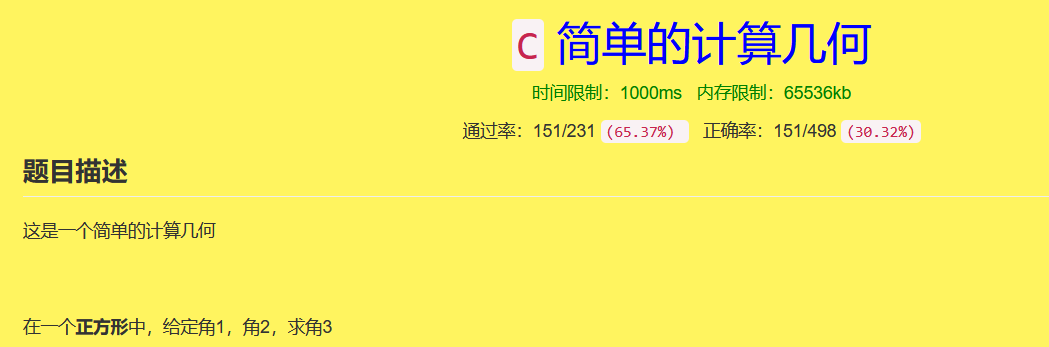 C 简单的计算几何
时间限制：1000ms 内存限制：65536kb
通过率：151/231 (65.37%) 正确率：151/498 (30.32%)
题目描述
这是一个简单的计算几何
在一个正方形中，给定角1，角2，求角3